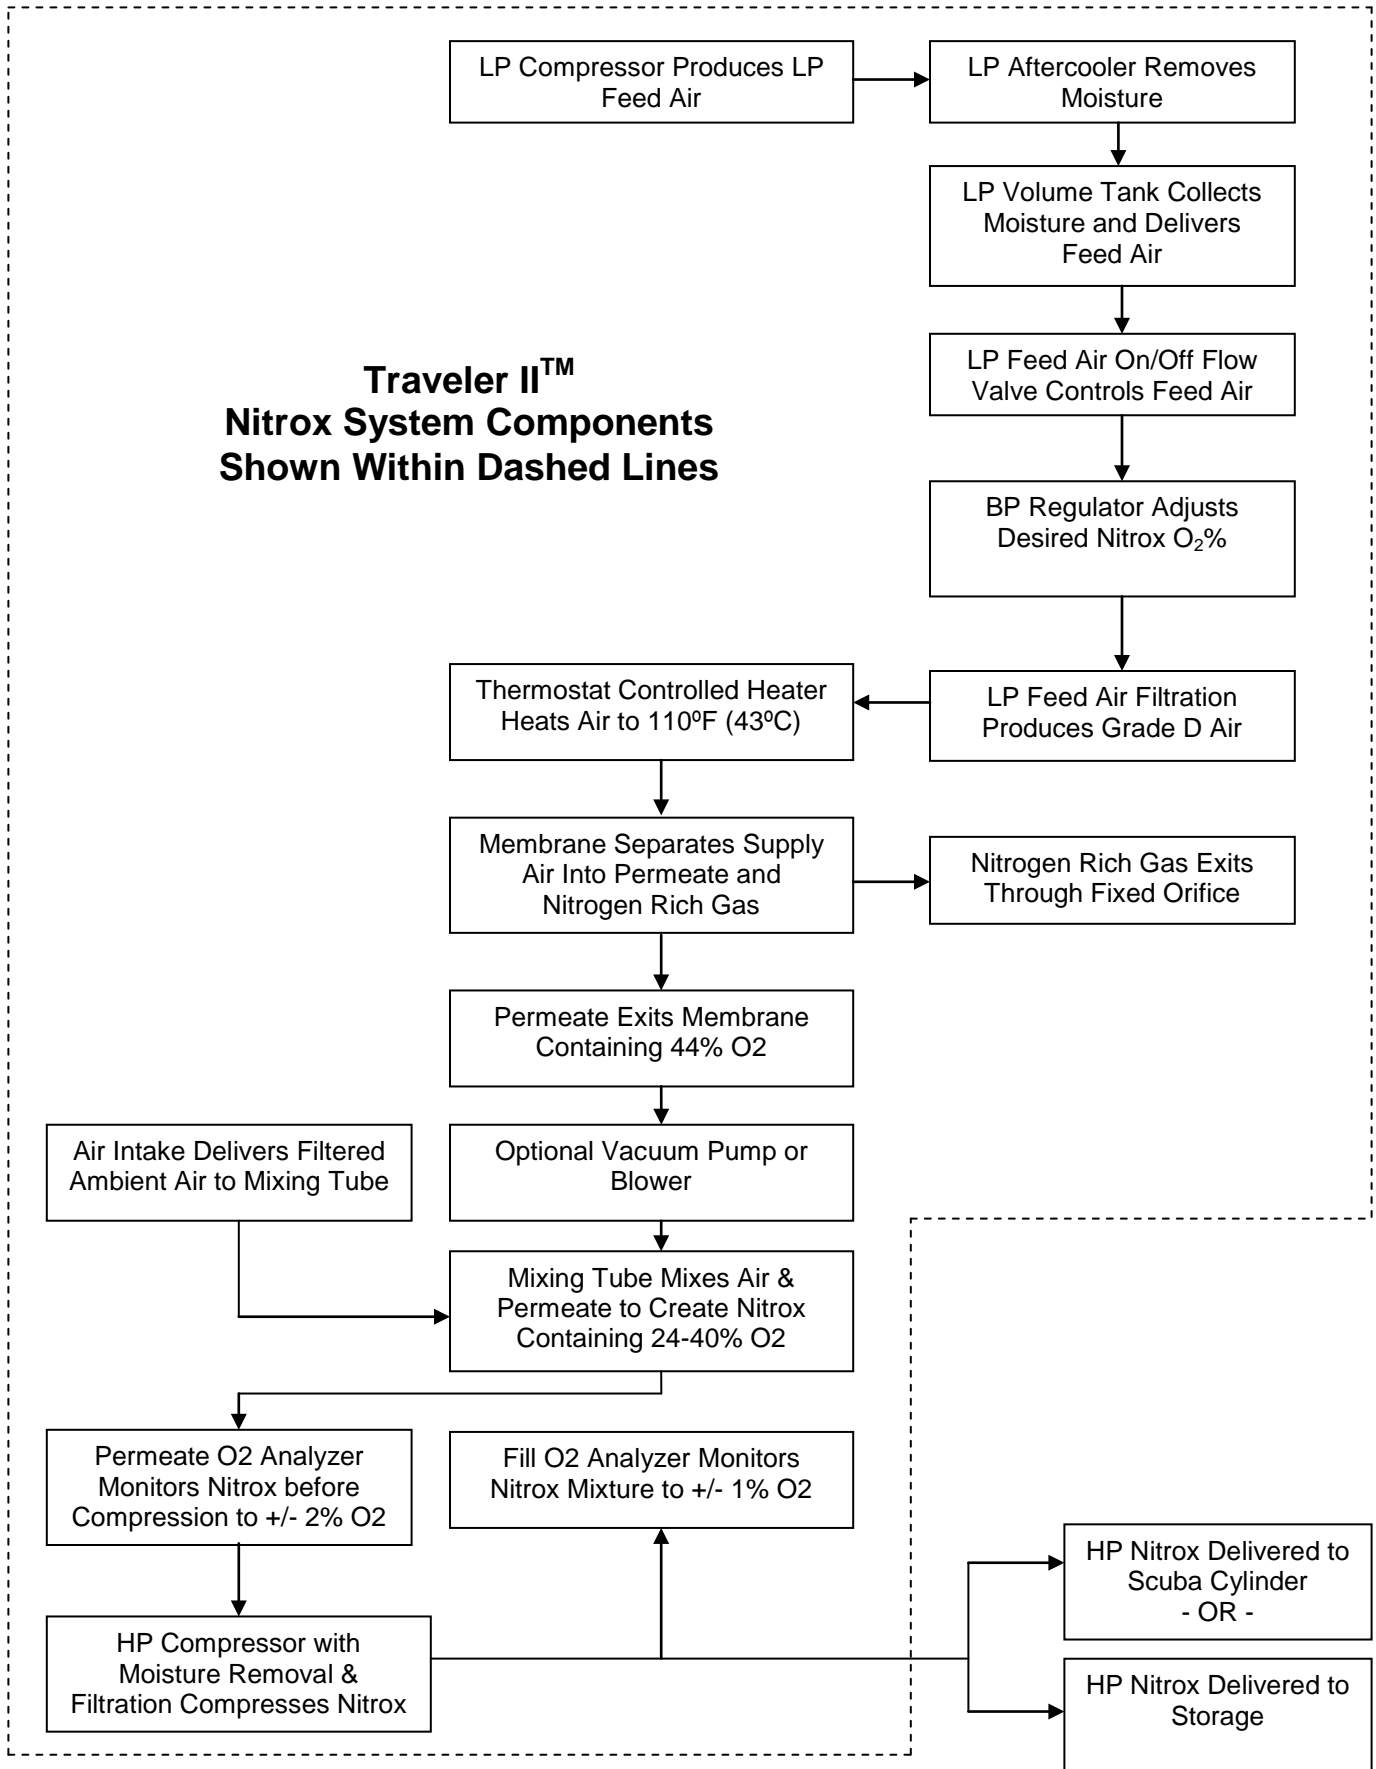 LP Compressor Produces LP
Feed Air
LP Aftercooler Removes
Moisture
LP Volume Tank Collects
Moisture and Delivers
Feed Air
LP Feed Air On/Off Flow
Valve Controls Feed Air
Traveler II™
Nitrox System Components
Shown Within Dashed Lines
BP Regulator Adjusts
Desired Nitrox O₂%
Thermostat Controlled Heater
Heats Air to 110ºF (43ºC)
LP Feed Air Filtration
Produces Grade D Air
Membrane Separates Supply
Air Into Permeate and
Nitrogen Rich Gas
Nitrogen Rich Gas Exits
Through Fixed Orifice
Permeate Exits Membrane
Containing 44% O2
Air Intake Delivers Filtered
Ambient Air to Mixing Tube
Optional Vacuum Pump or
Blower
Mixing Tube Mixes Air &
Permeate to Create Nitrox
Containing 24-40% O2
Permeate O2 Analyzer
Monitors Nitrox before
Compression to +/- 2% O2
Fill O2 Analyzer Monitors
Nitrox Mixture to +/- 1% O2
HP Compressor with
Moisture Removal &
Filtration Compresses Nitrox
HP Nitrox Delivered to
Scuba Cylinder
- OR -
HP Nitrox Delivered to
Storage